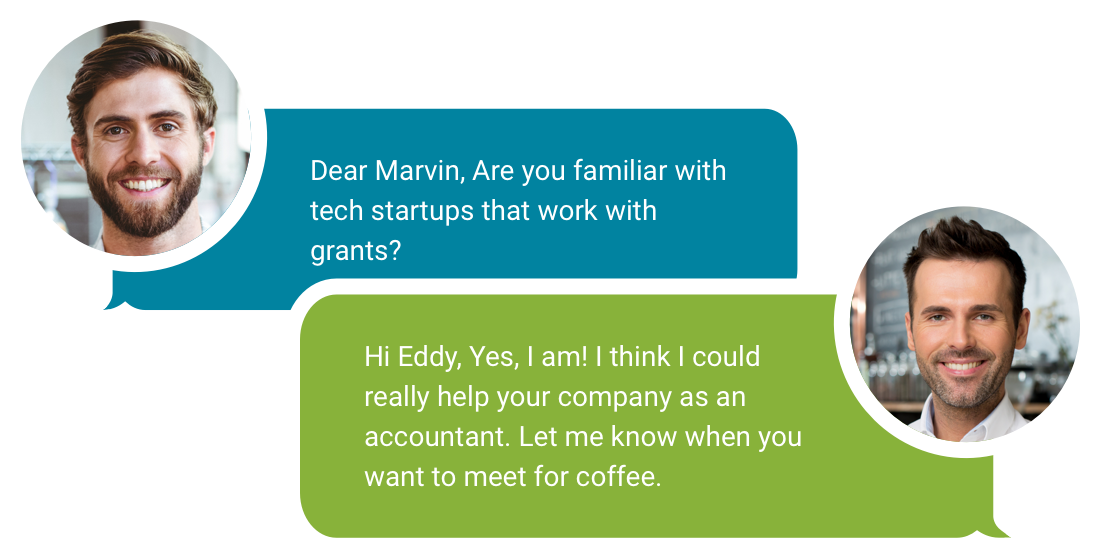 Dear Marvin, Are you familiar with
tech startups that work with
grants?
Hi Eddy, Yes, I am! I think I could
really help your company as an
accountant. Let me know when you
want to meet for coffee.